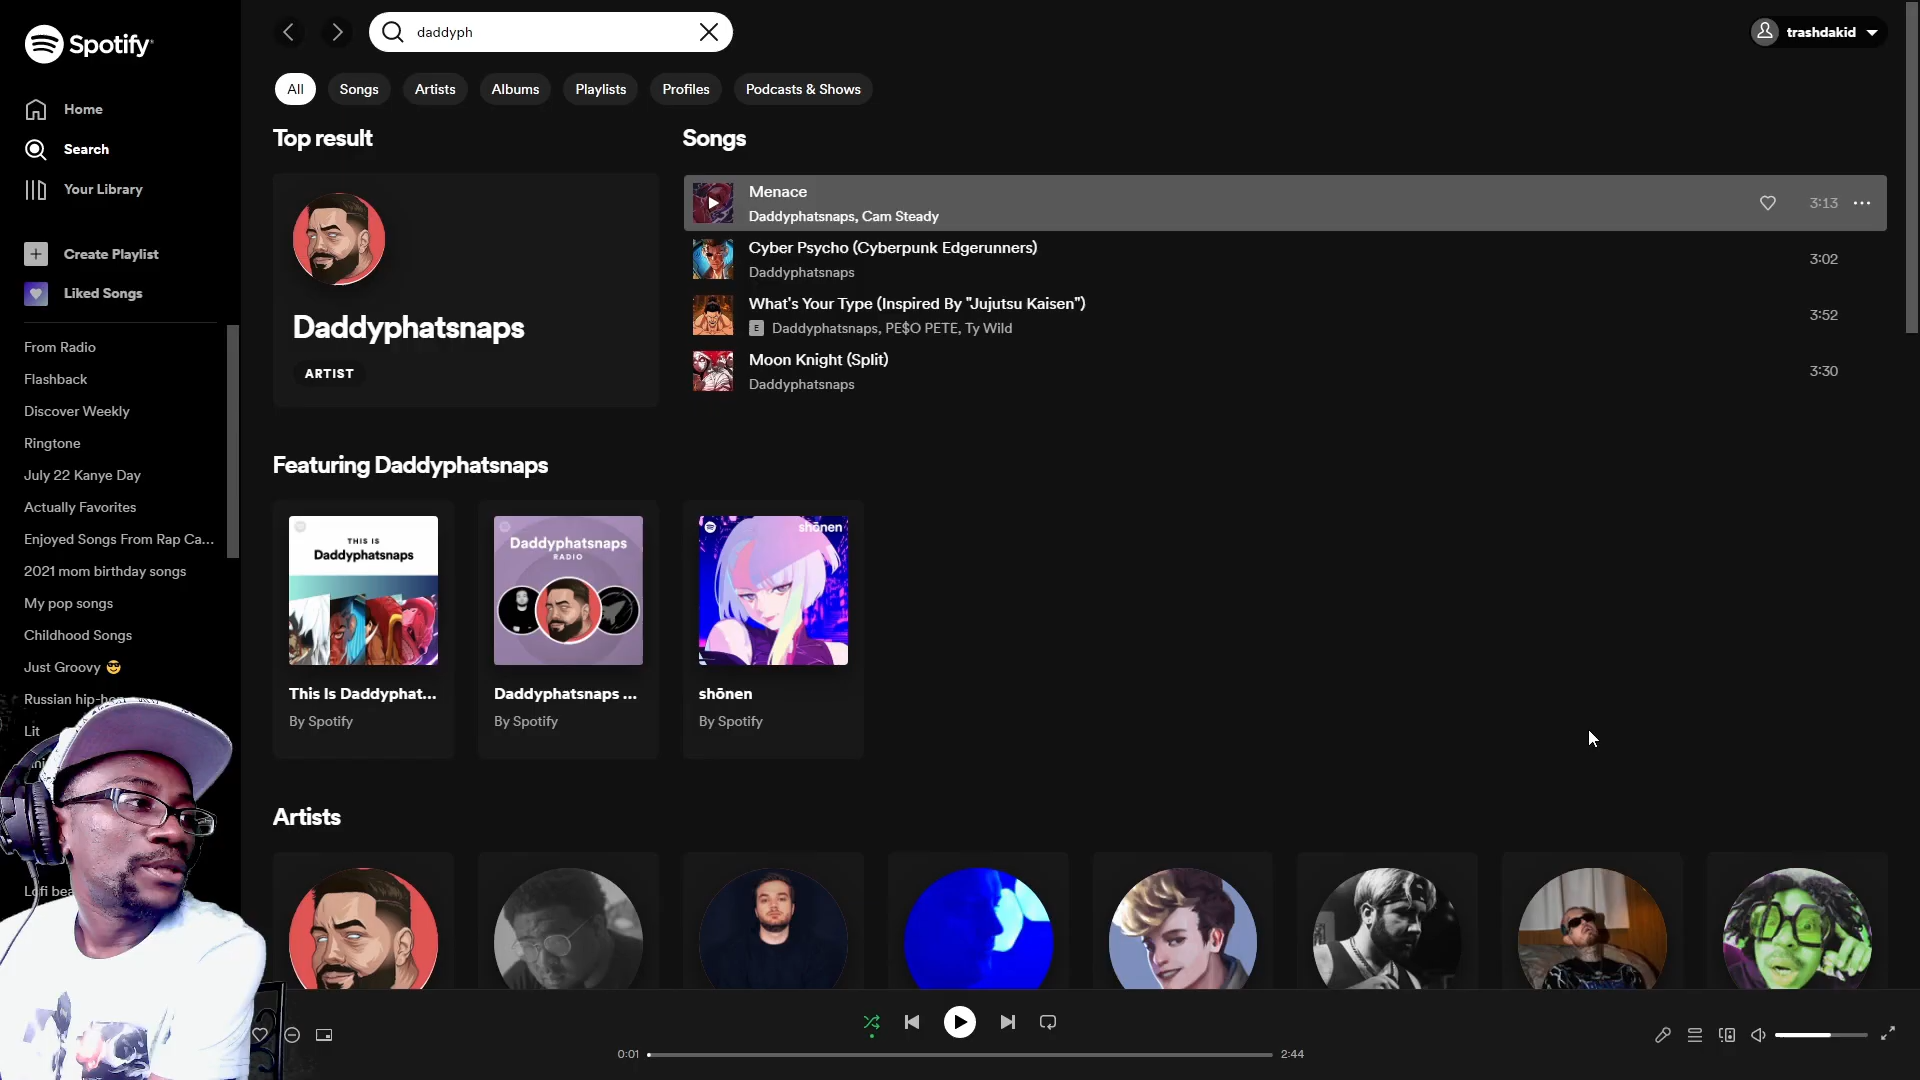 Spotify
daddyph
trashdakid
Home
Search
Your Library
Create Playlist
Liked Songs
From Radio
Flashback
Discover Weekly
Ringtone
July 22 Kanye Day
Actually Favorites
Enjoyed Songs From Rap Ca...
2021 mom birthday songs
My pop songs
Childhood Songs
Just Groovy 😎
Russian hip-hop
Lit
Lofi bea
All
Songs
Artists
Albums
Playlists
Profiles
Podcasts & Shows
Top result
Daddyphatsnaps
ARTIST
Songs
Menace
Daddyphatsnaps, Cam Steady
3:13
Cyber Psycho (Cyberpunk Edgerunners)
Daddyphatsnaps
3:02
What's Your Type (Inspired By "Jujutsu Kaisen")
E Daddyphatsnaps, PE$O PETE, Ty Wild
3:52
Moon Knight (Split)
Daddyphatsnaps
3:30
Featuring Daddyphatsnaps
THIS IS
Daddyphatsnaps
This Is Daddyphat...
By Spotify
Daddyphatsnaps
RADIO
Daddyphatsnaps ...
By Spotify
shōnen
shōnen
By Spotify
Artists
0:01
2:44